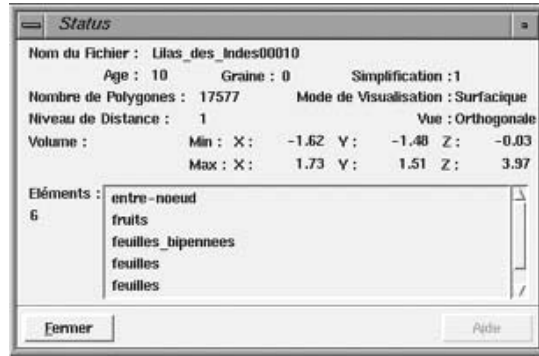 Status
Nom du Fichier : Lilas_des_Indes00010
Age : 10 Graine : 0 Simplification :1
Nombre de Polygones : 17577 Mode de Visualisation : Surfacique
Niveau de Distance : 1 Vue : Orthogonale
Volume : Min : X : -1.62 Y : -1.48 Z : -0.03
Max : X : 1.73 Y : 1.51 Z : 3.97
Eléments : entre-noeud
6 fruits
feuilles_bipennees
feuilles
feuilles
Fermer Aide